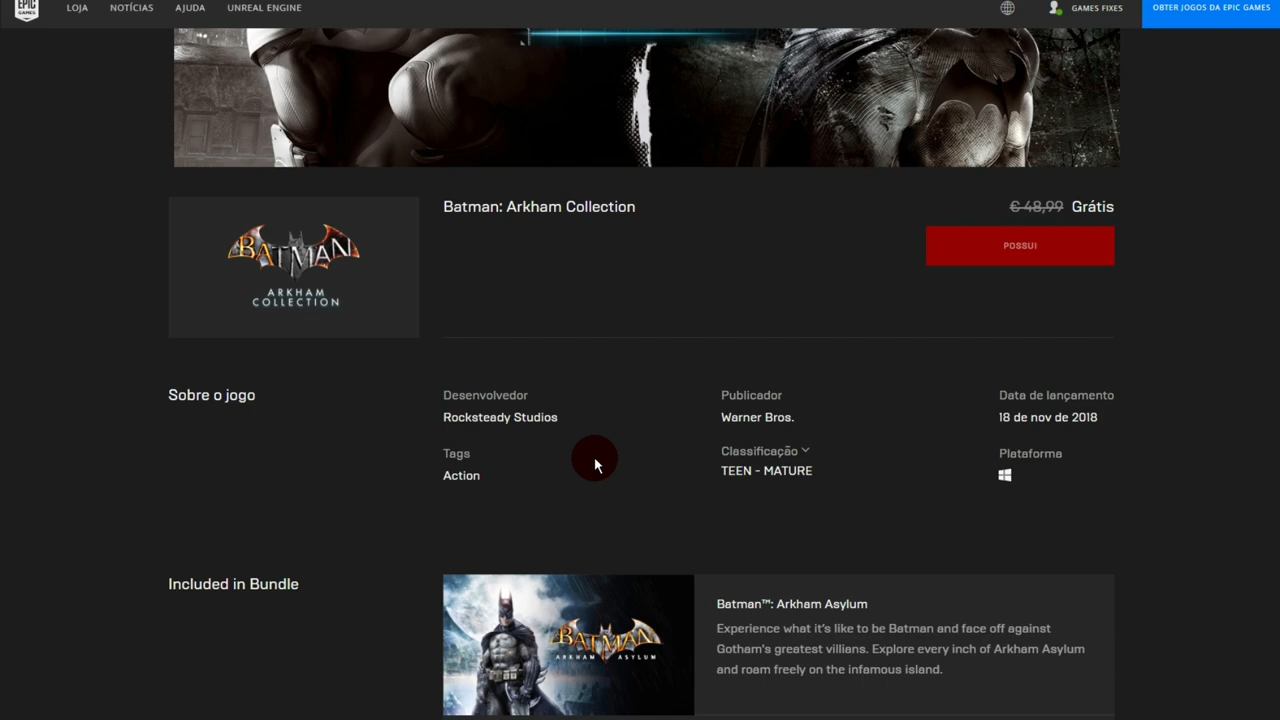 EPIC
GAMES
LOJA NOTÍCIAS AJUDA UNREAL ENGINE GAMES FIXES OBTER JOGOS DA EPIC GAMES
Batman: Arkham Collection € 48,99 Grátis
POSSUI
BATMAN
ARKHAM
COLLECTION
Sobre o jogo
Desenvolvedor Publicador Data de lançamento
Rocksteady Studios Warner Bros. 18 de nov de 2018
Tags Classificação Plataforma
Action TEEN - MATURE
Included in Bundle
BATMAN
ARKHAM ASYLUM
Batman™: Arkham Asylum
Experience what it's like to be Batman and face off against
Gotham's greatest villians. Explore every inch of Arkham Asylum
and roam freely on the infamous island.